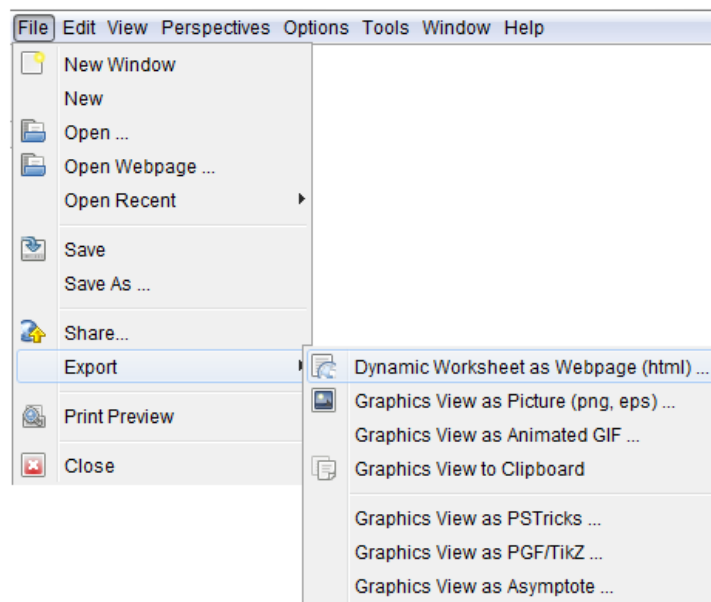 File Edit View Perspectives Options Tools Window Help
New Window
New
Open ...
Open Webpage ...
Open Recent
Save
Save As ...
Share...
Export
Print Preview
Close
Dynamic Worksheet as Webpage (html) ...
Graphics View as Picture (png, eps) ...
Graphics View as Animated GIF ...
Graphics View to Clipboard
Graphics View as PSTricks ...
Graphics View as PGF/TikZ ...
Graphics View as Asymptote ...